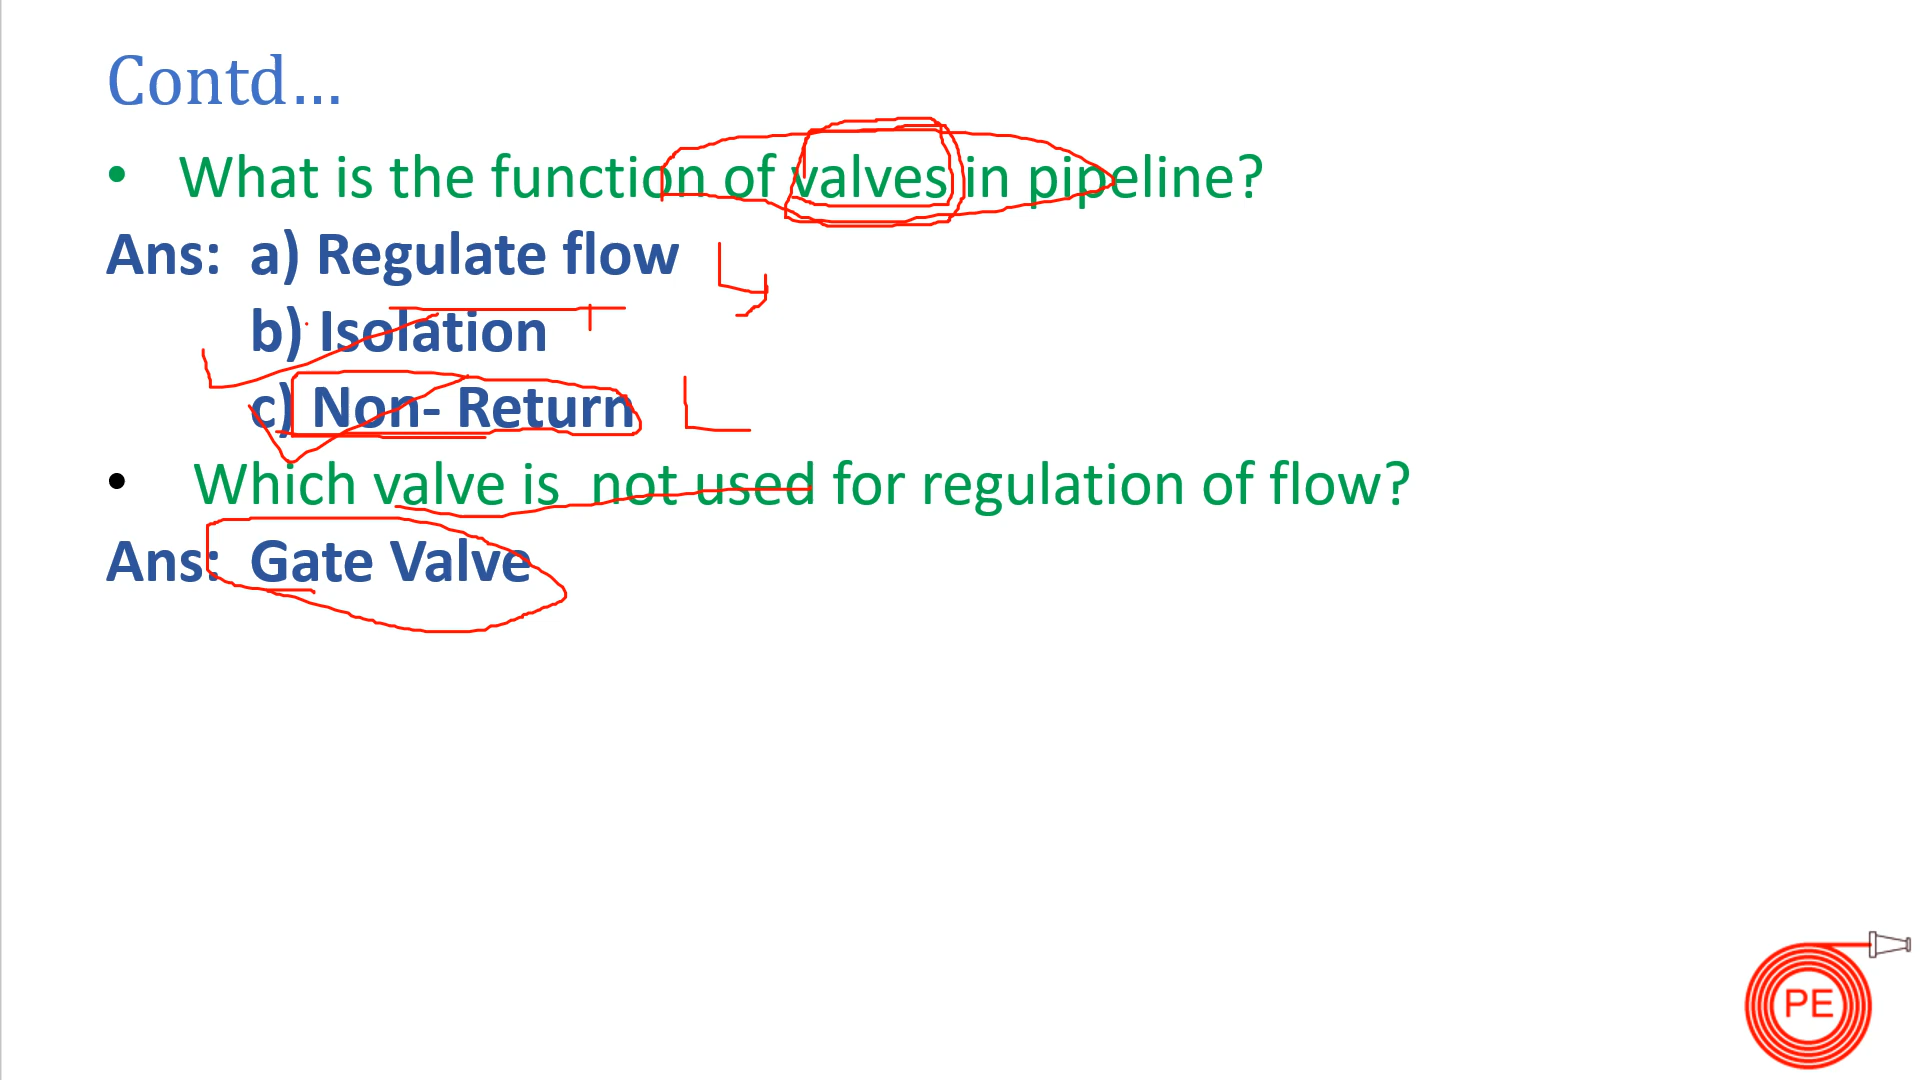 Contd...
• What is the function of valves in pipeline?
Ans: a) Regulate flow
b) Isolation
c) Non- Return
• Which valve is not used for regulation of flow?
Ans: Gate Valve
PE